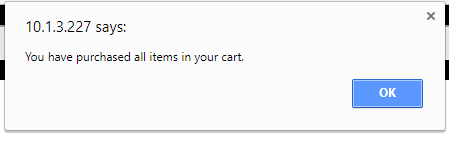 10.1.3.227 says:
You have purchased all items in your cart.
OK